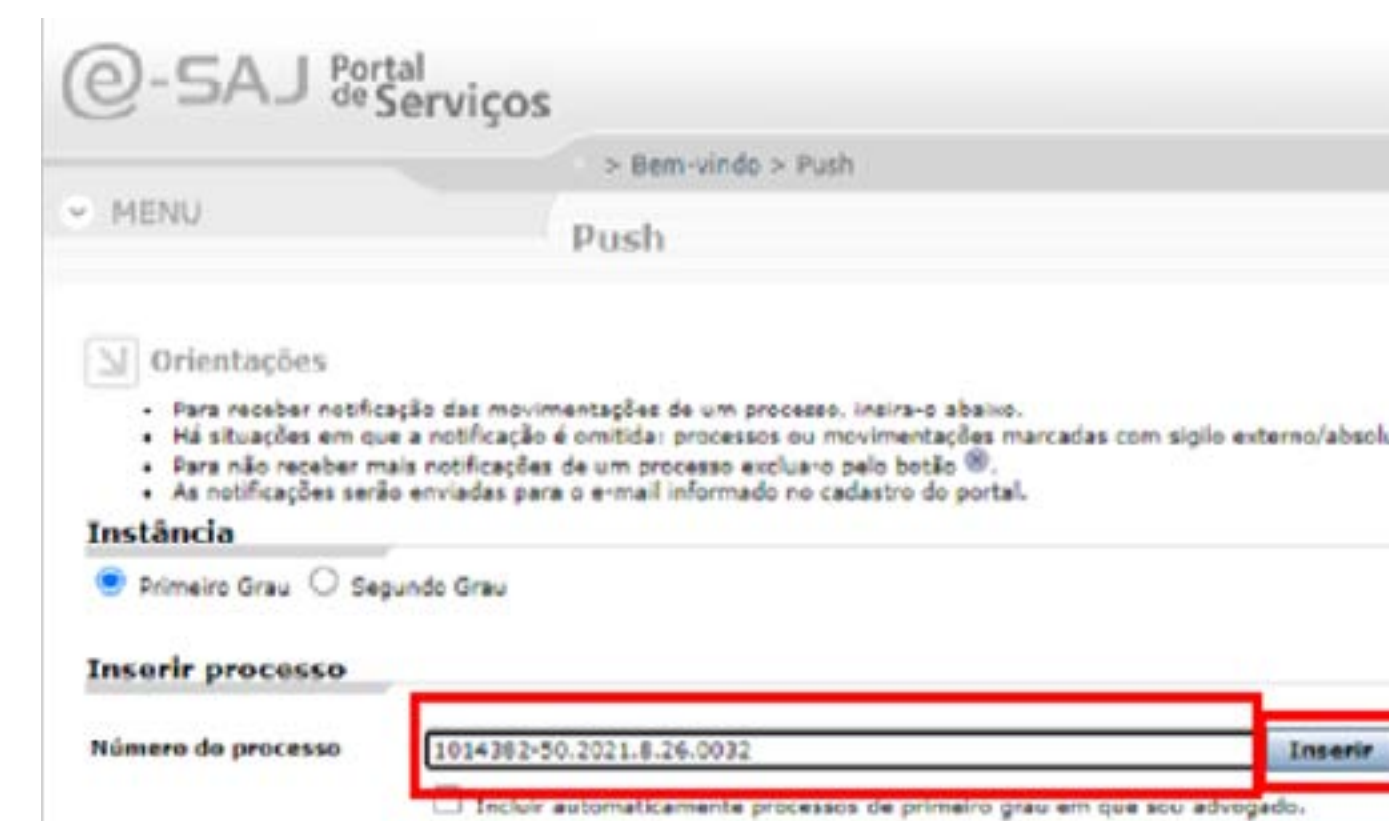 e-SAJ Portal de Serviços
> Bem-vindo > Push
MENU
Push
Orientações
• Para receber notificação das movimentações de um processo, insira-o abaixo.
• Há situações em que a notificação é omitida: processos ou movimentações marcadas com sigilo externo/absolu
• Para não receber mais notificações de um processo exclua-o pelo botão
• As notificações serão enviadas para o e-mail informado no cadastro do portal.
Instância
Primeiro Grau Segundo Grau
Inserir processo
Número do processo 1014382-50.2021.8.26.0032 Inserir
Incluir automaticamente processos de primeiro grau em que sou advogado.